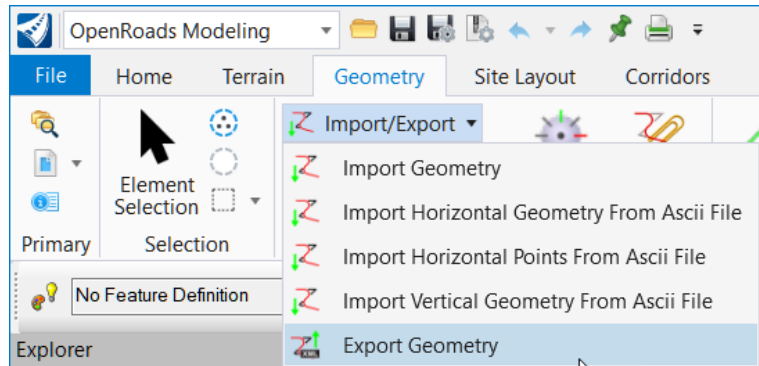 OpenRoads Modeling
File Home Terrain Geometry Site Layout Corridors
Import/Export
Element
Selection
Primary Selection
Import Geometry
Import Horizontal Geometry From Ascii File
Import Horizontal Points From Ascii File
Import Vertical Geometry From Ascii File
Export Geometry
XML
No Feature Definition
Explorer